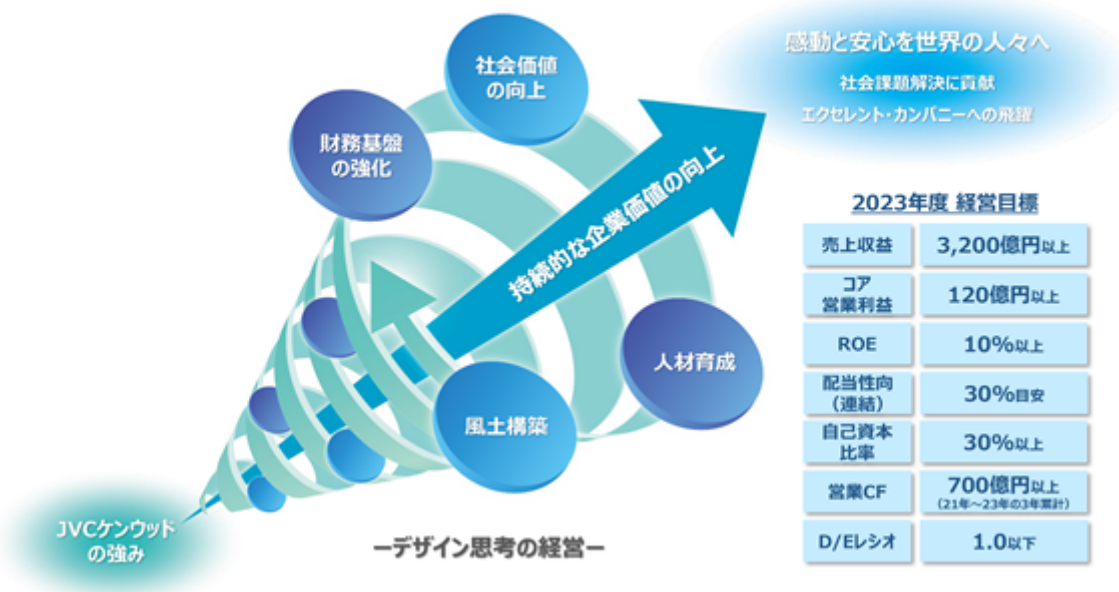 感動と安心を世界の人々へ
社会課題解決に貢献
エクセレント・カンパニーへの飛躍
社会価値
の向上
財務基盤
の強化
持続的な企業価値の向上
人材育成
風土構築
JVCケンウッド
の強み
ーデザイン思考の経営ー
2023年度 経営目標
売上収益 3,200億円以上
コア
営業利益 120億円以上
ROE 10%以上
配当性向
(連結) 30%目安
自己資本
比率 30%以上
営業CF 700億円以上
(21年～23年の3年累計)
D/Eレシオ 1.0以下